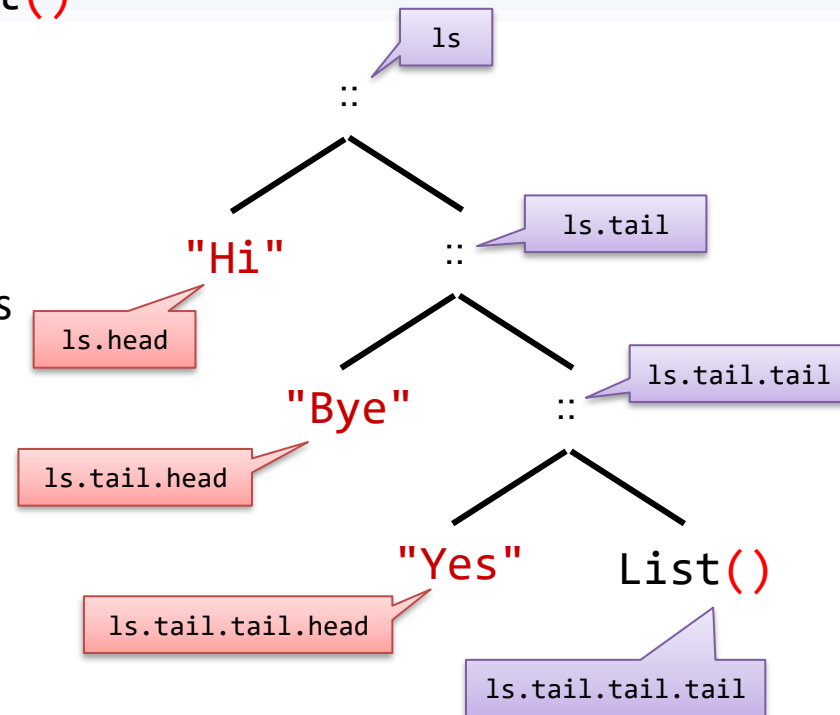 ()
ls
::
ls.tail
"Hi"
::
s
ls.head
ls.tail.tail
"Bye"
::
ls.tail.head
"Yes"
List()
ls.tail.tail.head
ls.tail.tail.tail